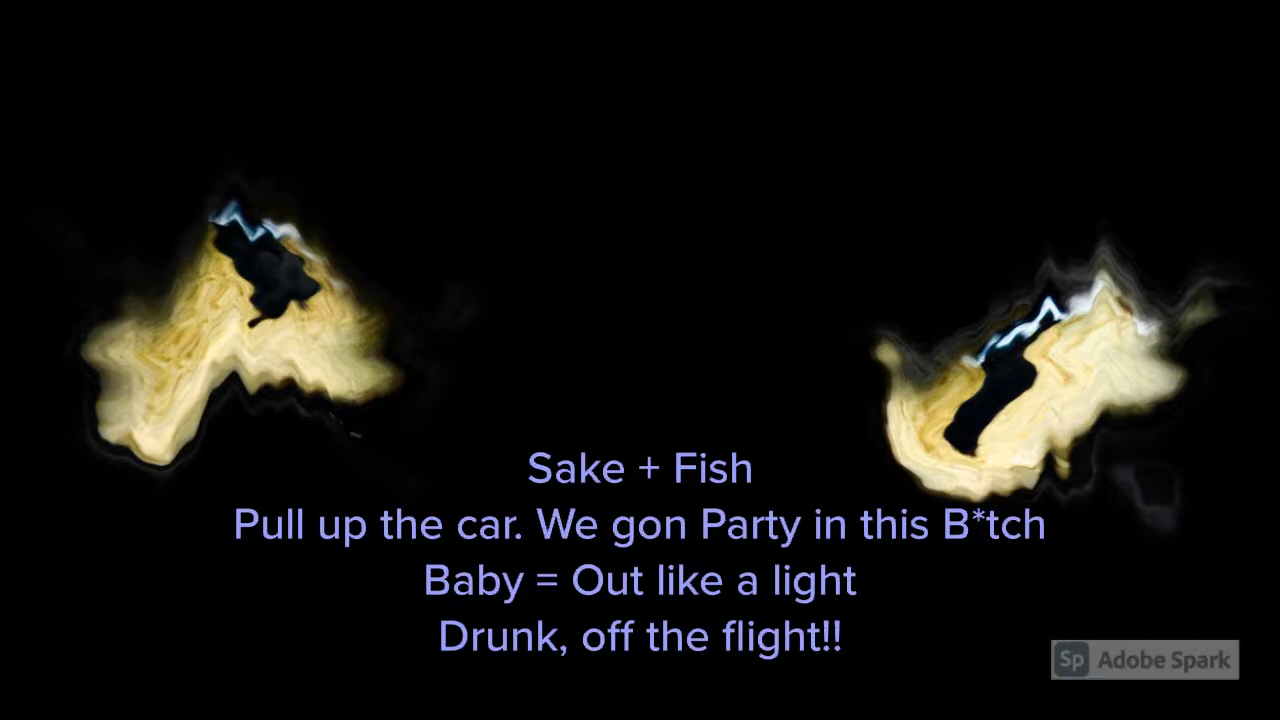 Sake + Fish
Pull up the car. We gon Party in this B*tch
Baby = Out like a light
Drunk, off the flight!!
Sp Adobe Spark